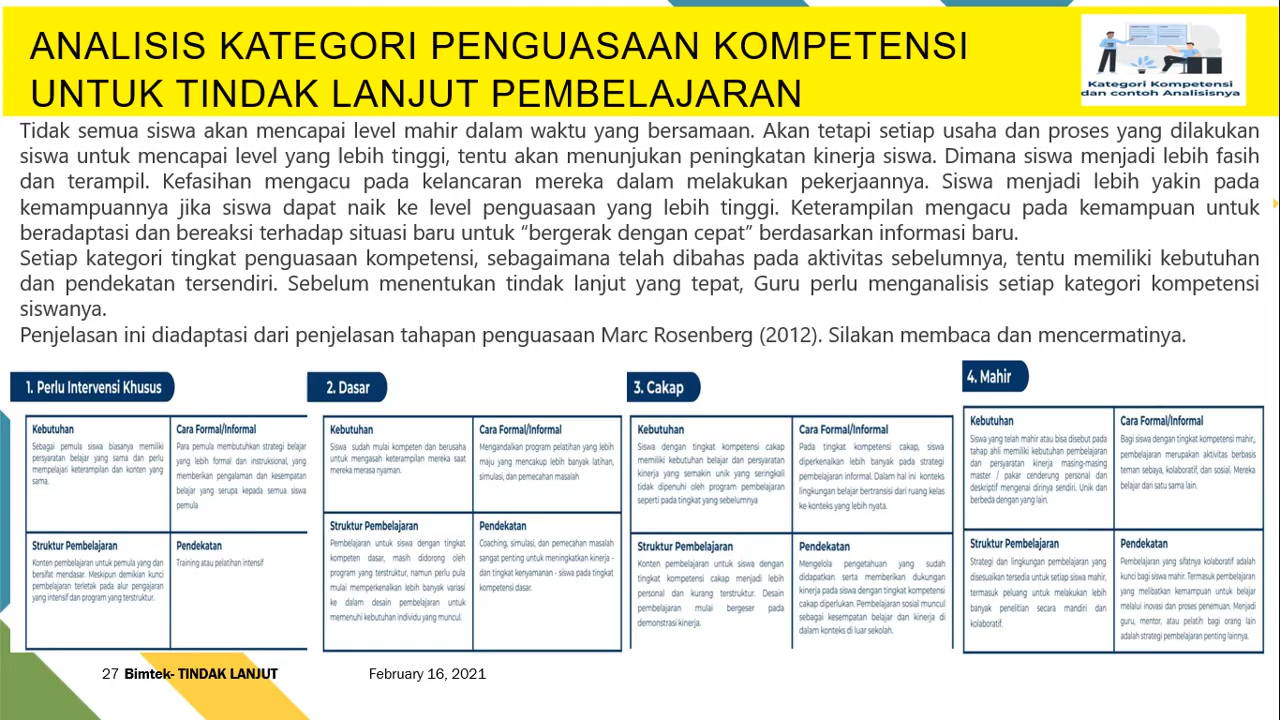 ANALISIS KATEGORI PENGUASAAN KOMPETENSI
UNTUK TINDAK LANJUT PEMBELAJARAN
Kategori Kompetensi
dan contoh Analisisnya
Tidak semua siswa akan mencapai level mahir dalam waktu yang bersamaan. Akan tetapi setiap usaha dan proses yang dilakukan
siswa untuk mencapai level yang lebih tinggi, tentu akan menunjukan peningkatan kinerja siswa. Dimana siswa menjadi lebih fasih
dan terampil. Kefasihan mengacu pada kelancaran mereka dalam melakukan pekerjaannya. Siswa menjadi lebih yakin pada
kemampuannya jika siswa dapat naik ke level penguasaan yang lebih tinggi. Keterampilan mengacu pada kemampuan untuk
beradaptasi dan bereaksi terhadap situasi baru untuk “bergerak dengan cepat” berdasarkan informasi baru.
Setiap kategori tingkat penguasaan kompetensi, sebagaimana telah dibahas pada aktivitas sebelumnya, tentu memiliki kebutuhan
dan pendekatan tersendiri. Sebelum menentukan tindak lanjut yang tepat, Guru perlu menganalisis setiap kategori kompetensi
siswanya.
Penjelasan ini diadaptasi dari penjelasan tahapan penguasaan Marc Rosenberg (2012). Silakan membaca dan mencermatinya.
1. Perlu Intervensi Khusus
Kebutuhan
Sebagai pemula siswa biasanya memiliki
persyaratan belajar yang sama dan perlu
mempelajari keterampilan dan konten yang
sama.
Cara Formal/Informal
Para pemula membutuhkan strategi belajar
yang lebih formal dan instruksional, yang
memberikan pengalaman dan kesempatan
belajar yang serupa kepada semua siswa
pemula
Struktur Pembelajaran
Konten pembelajaran untuk pemula yang dan
bersifat mendasar. Meskipun demikian kunci
pembelajaran terletak pada alur pengajaran
yang intensif dan program yang terstruktur.
Pendekatan
Training atau pelatihan intensif
2. Dasar
Kebutuhan
Siswa sudah mulai kompeten dan berusaha
untuk mengasah keterampilan mereka saat
mereka merasa nyaman.
Cara Formal/Informal
Mengandalkan program pelatihan yang lebih
maju yang mencakup lebih banyak latihan,
simulasi, dan pemecahan masalah
Struktur Pembelajaran
Pembelajaran untuk siswa dengan tingkat
kompeten dasar, masih didorong oleh
program yang terstruktur, namun perlu pula
mulai memperkenalkan lebih banyak variasi
ke dalam desain pembelajaran untuk
memenuhi kebutuhan individu yang muncul.
Pendekatan
Coaching, simulasi, dan pemecahan masalah
sangat penting untuk meningkatkan kinerja -
dan tingkat kenyamanan - siswa pada tingkat
kompetensi dasar.
3. Cakap
Kebutuhan
Siswa dengan tingkat kompetensi cakap
memiliki kebutuhan belajar dan persyaratan
kinerja yang semakin unik yang seringkali
tidak dipenuhi oleh program pembelajaran
seperti pada tingkat yang sebelumnya
Cara Formal/Informal
Pada tingkat kompetensi cakap, siswa
diperkenalkan lebih banyak pada strategi
pembelajaran informal. Dalam hal ini konteks
lingkungan belajar bertransisi dari ruang kelas
ke konteks yang lebih nyata.
Struktur Pembelajaran
Konten pembelajaran untuk siswa dengan
tingkat kompetensi cakap menjadi lebih
personal dan kurang terstruktur. Desain
pembelajaran mulai bergeser pada
demonstrasi kinerja.
Pendekatan
Mengelola pengetahuan yang sudah
didapatkan serta memberikan dukungan
kinerja pada siswa dengan tingkat kompetensi
cakap diperlukan. Pembelajaran sosial muncul
sebagai kesempatan belajar dan kinerja di
dalam konteks di luar sekolah.
4. Mahir
Kebutuhan
Siswa yang telah mahir atau bisa disebut pada
tahap ahli memiliki kebutuhan pembelajaran
dan persyaratan kinerja masing-masing
master / pakar cenderung personal dan
deskriptif mengenai dirinya sendiri. Unik dan
berbeda dengan yang lain.
Cara Formal/Informal
Bagi siswa dengan tingkat kompetensi mahir,
pembelajaran merupakan aktivitas berbasis
teman sebaya, kolaboratif, dan sosial. Mereka
belajar dari satu sama lain.
Struktur Pembelajaran
Strategi dan lingkungan pembelajaran yang
disesuaikan tersedia untuk setiap siswa mahir,
termasuk peluang untuk melakukan lebih
banyak penelitian secara mandiri dan
kolaboratif.
Pendekatan
Pembelajaran yang sifatnya kolaboratif adalah
kunci bagi siswa mahir. Termasuk pembelajaran
yang melibatkan kemampuan untuk belajar
melalui inovasi dan proses penemuan. Menjadi
guru, mentor, atau pelatih bagi orang lain
adalah strategi pembelajaran penting lainnya.
27 Bimtek- TINDAK LANJUT
February 16, 2021